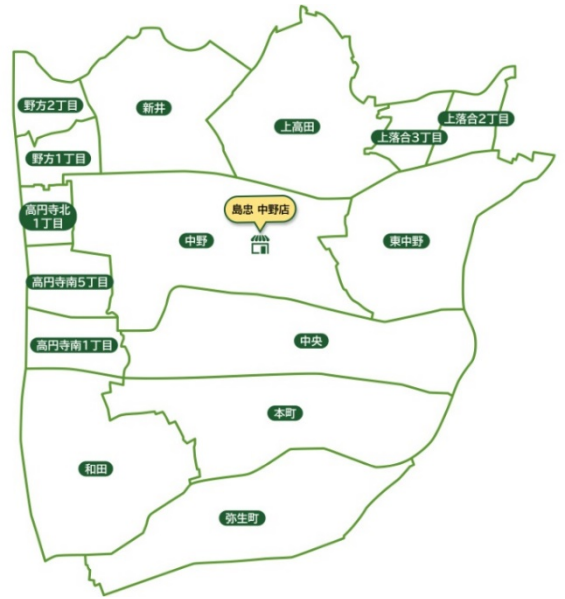 野方2丁目
新井
上高田
上落合2丁目
上落合3丁目
野方1丁目
高円寺北
1丁目
島忠 中野店
中野
東中野
高円寺南5丁目
高円寺南1丁目
中央
本町
和田
弥生町